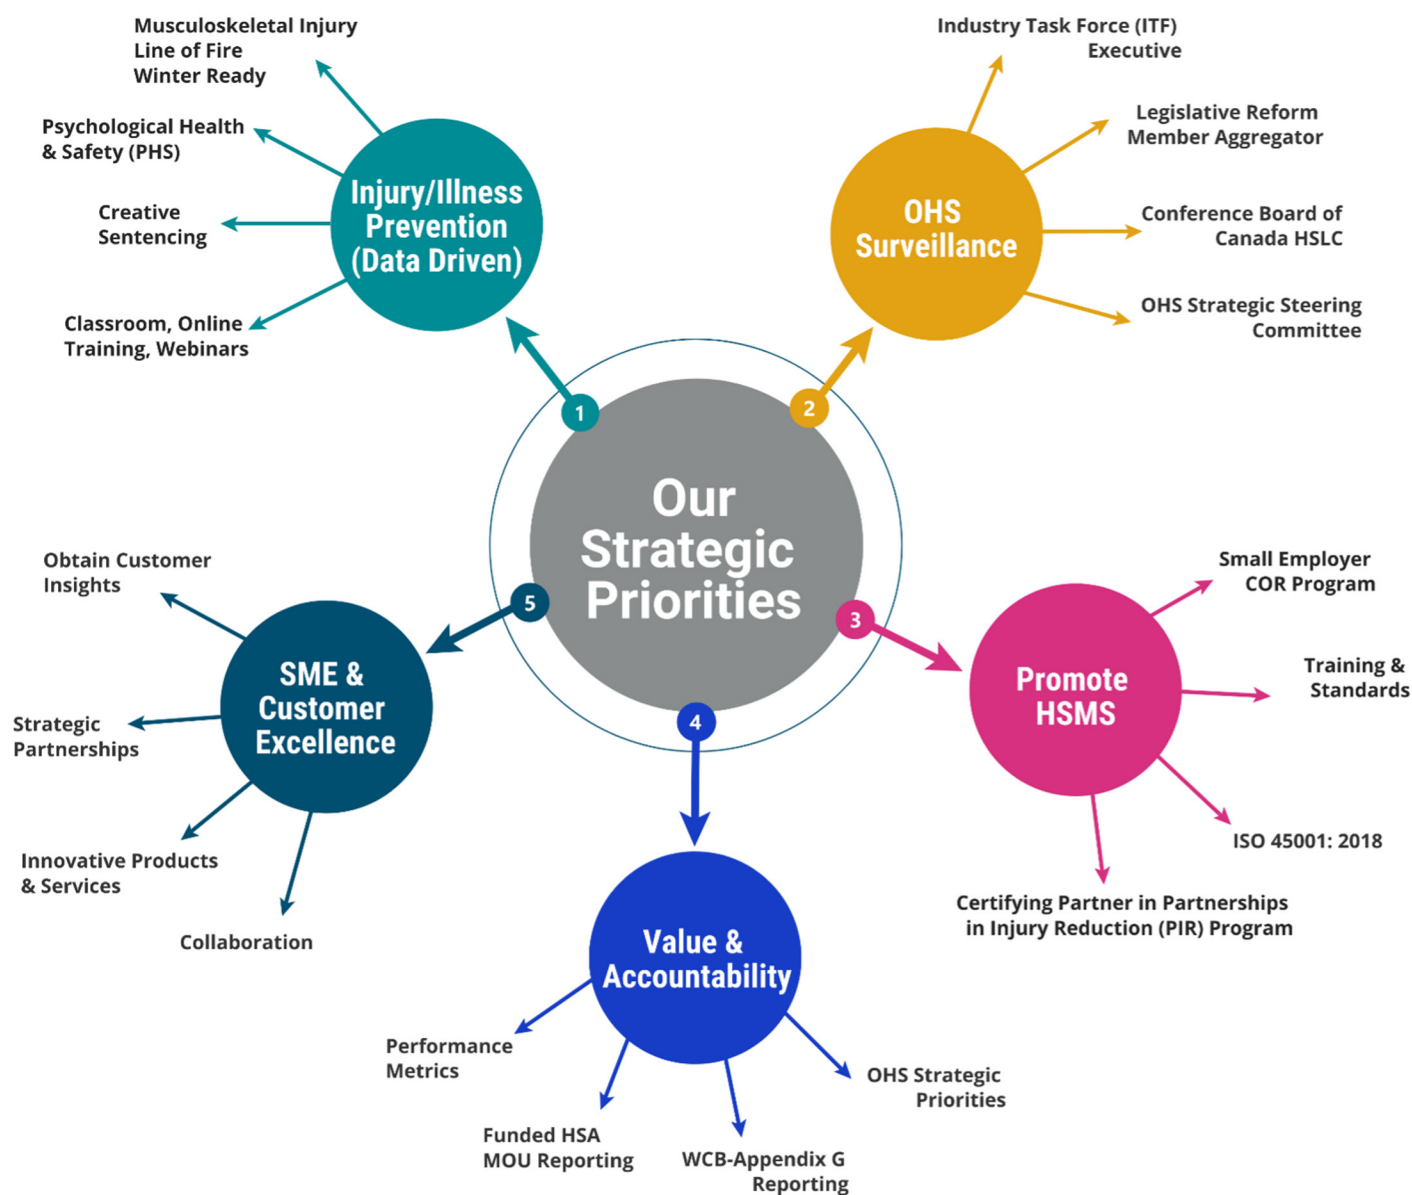 Our
Strategic
Priorities
1
Injury/Illness
Prevention
(Data Driven)
Musculoskeletal Injury
Line of Fire
Winter Ready
Psychological Health
& Safety (PHS)
Creative
Sentencing
Classroom, Online
Training, Webinars
2
OHS
Surveillance
Industry Task Force (ITF)
Executive
Legislative Reform
Member Aggregator
Conference Board of
Canada HSLC
OHS Strategic Steering
Committee
3
Promote
HSMS
Small Employer
COR Program
Training &
Standards
ISO 45001: 2018
Certifying Partner in Partnerships
in Injury Reduction (PIR) Program
4
Value &
Accountability
OHS Strategic
Priorities
WCB-Appendix G
Reporting
Funded HSA
MOU Reporting
Performance
Metrics
5
SME &
Customer
Excellence
Obtain Customer
Insights
Strategic
Partnerships
Innovative Products
& Services
Collaboration